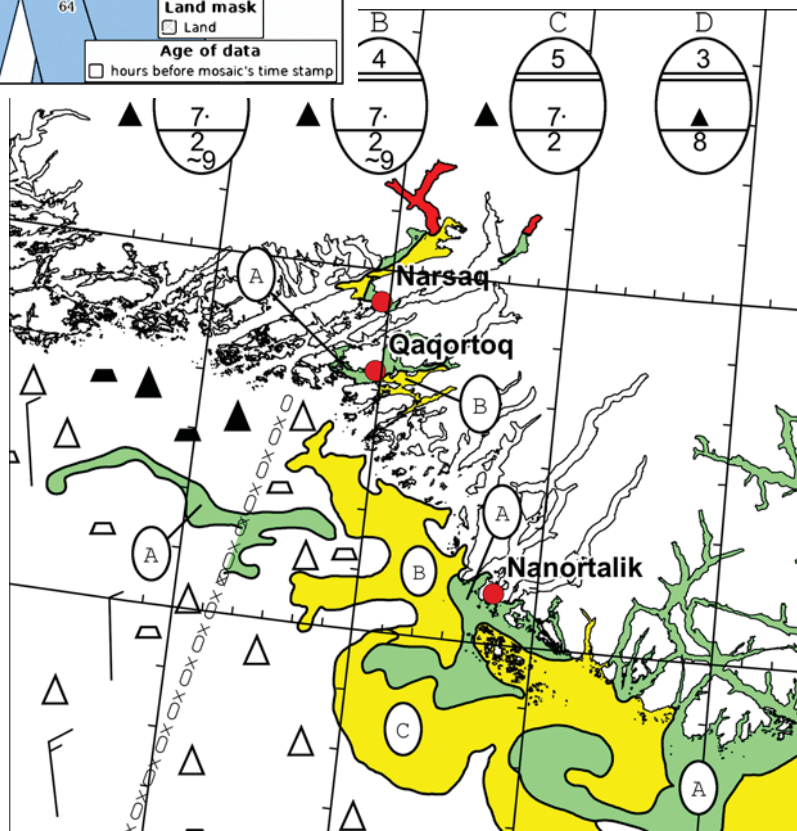 64
Land mask
Land
Age of data
hours before mosaic's time stamp
B
C
D
4
5
3
7·
7·
7·
2
2
2
8
~9
~9
A
Narsaq
Qaqortoq
B
A
A
B
Nanortalik
C
A